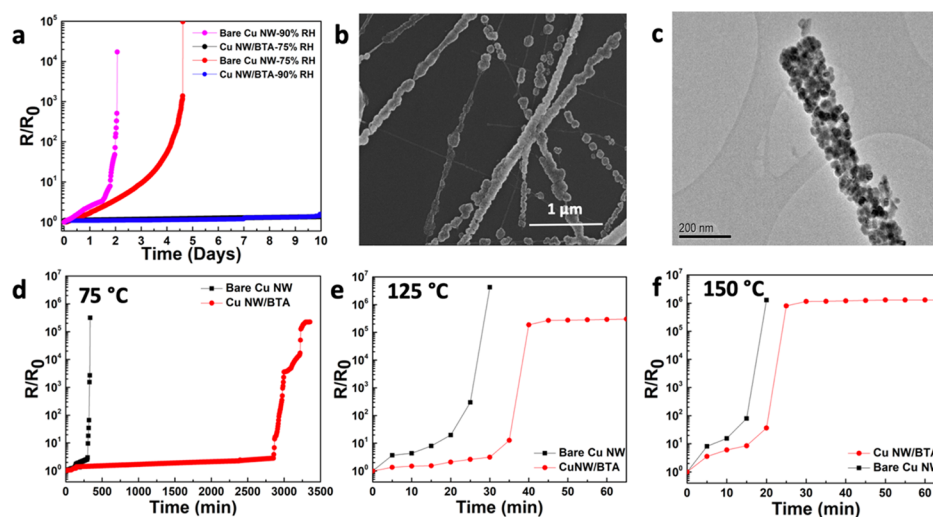 a
R/R0
10^5
10^4
10^3
10^2
10^1
10^0
Bare Cu NW-90% RH
Cu NW/BTA-75% RH
Bare Cu NW-75% RH
Cu NW/BTA-90% RH
0 1 2 3 4 5 6 7 8 9 10
Time (Days)
b
1 µm
c
200 nm
d
75 °C
R/R0
10^7
10^6
10^5
10^4
10^3
10^2
10^1
10^0
Bare Cu NW
Cu NW/BTA
0 500 1000 1500 2000 2500 3000 3500
Time (min)
e
125 °C
R/R0
10^7
10^6
10^5
10^4
10^3
10^2
10^1
10^0
Bare Cu NW
CuNW/BTA
0 10 20 30 40 50 60
Time (min)
f
150 °C
R/R0
10^7
10^6
10^5
10^4
10^3
10^2
10^1
10^0
Cu NW/BTA
Bare Cu NW
0 10 20 30 40 50 60
Time (min)